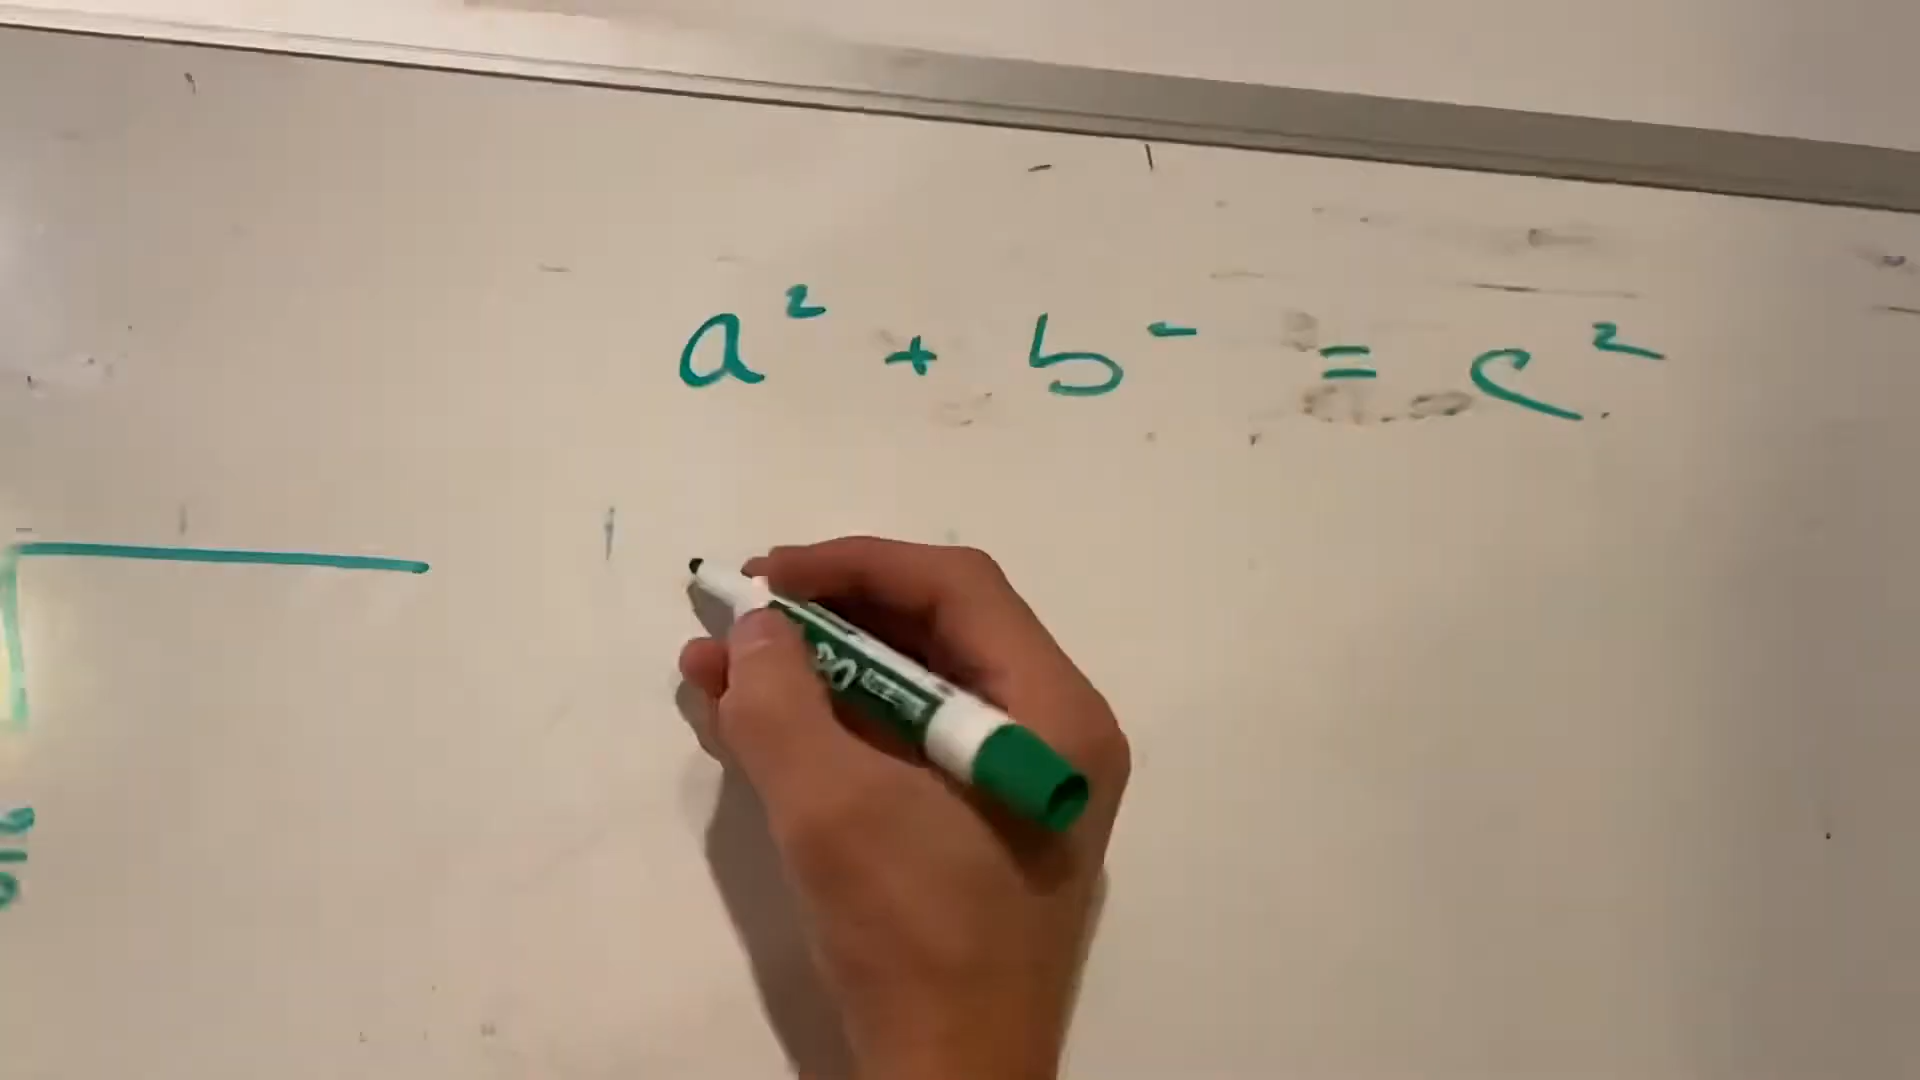 a² + b² = c²